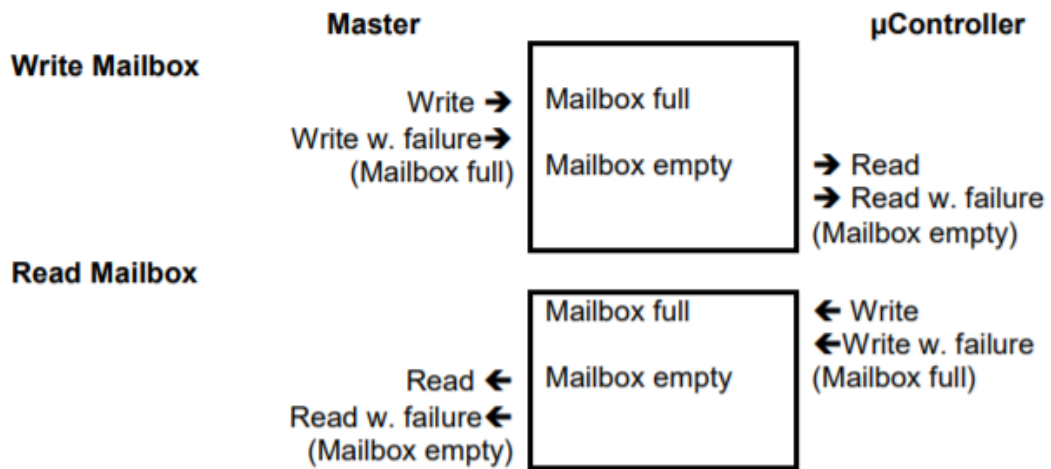 Master µController
Write Mailbox
Write ➔ Mailbox full
Write w. failure➔
(Mailbox full) Mailbox empty ➔ Read
➔ Read w. failure
(Mailbox empty)
Read Mailbox
Mailbox full 🡰 Write
🡰Write w. failure
Read 🡰 Mailbox empty (Mailbox full)
Read w. failure🡰
(Mailbox empty)